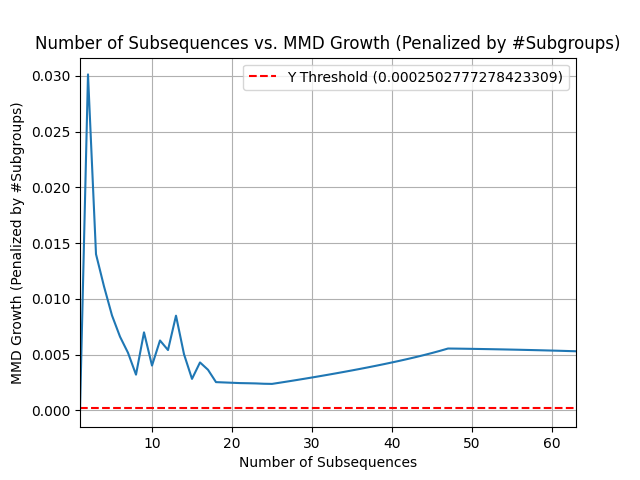 Number of Subsequences vs. MMD Growth (Penalized by #Subgroups)
Y Threshold (0.0002502777278423309)
MMD Growth (Penalized by #Subgroups)
0.030
0.025
0.020
0.015
0.010
0.005
0.000
10 20 30 40 50 60
Number of Subsequences